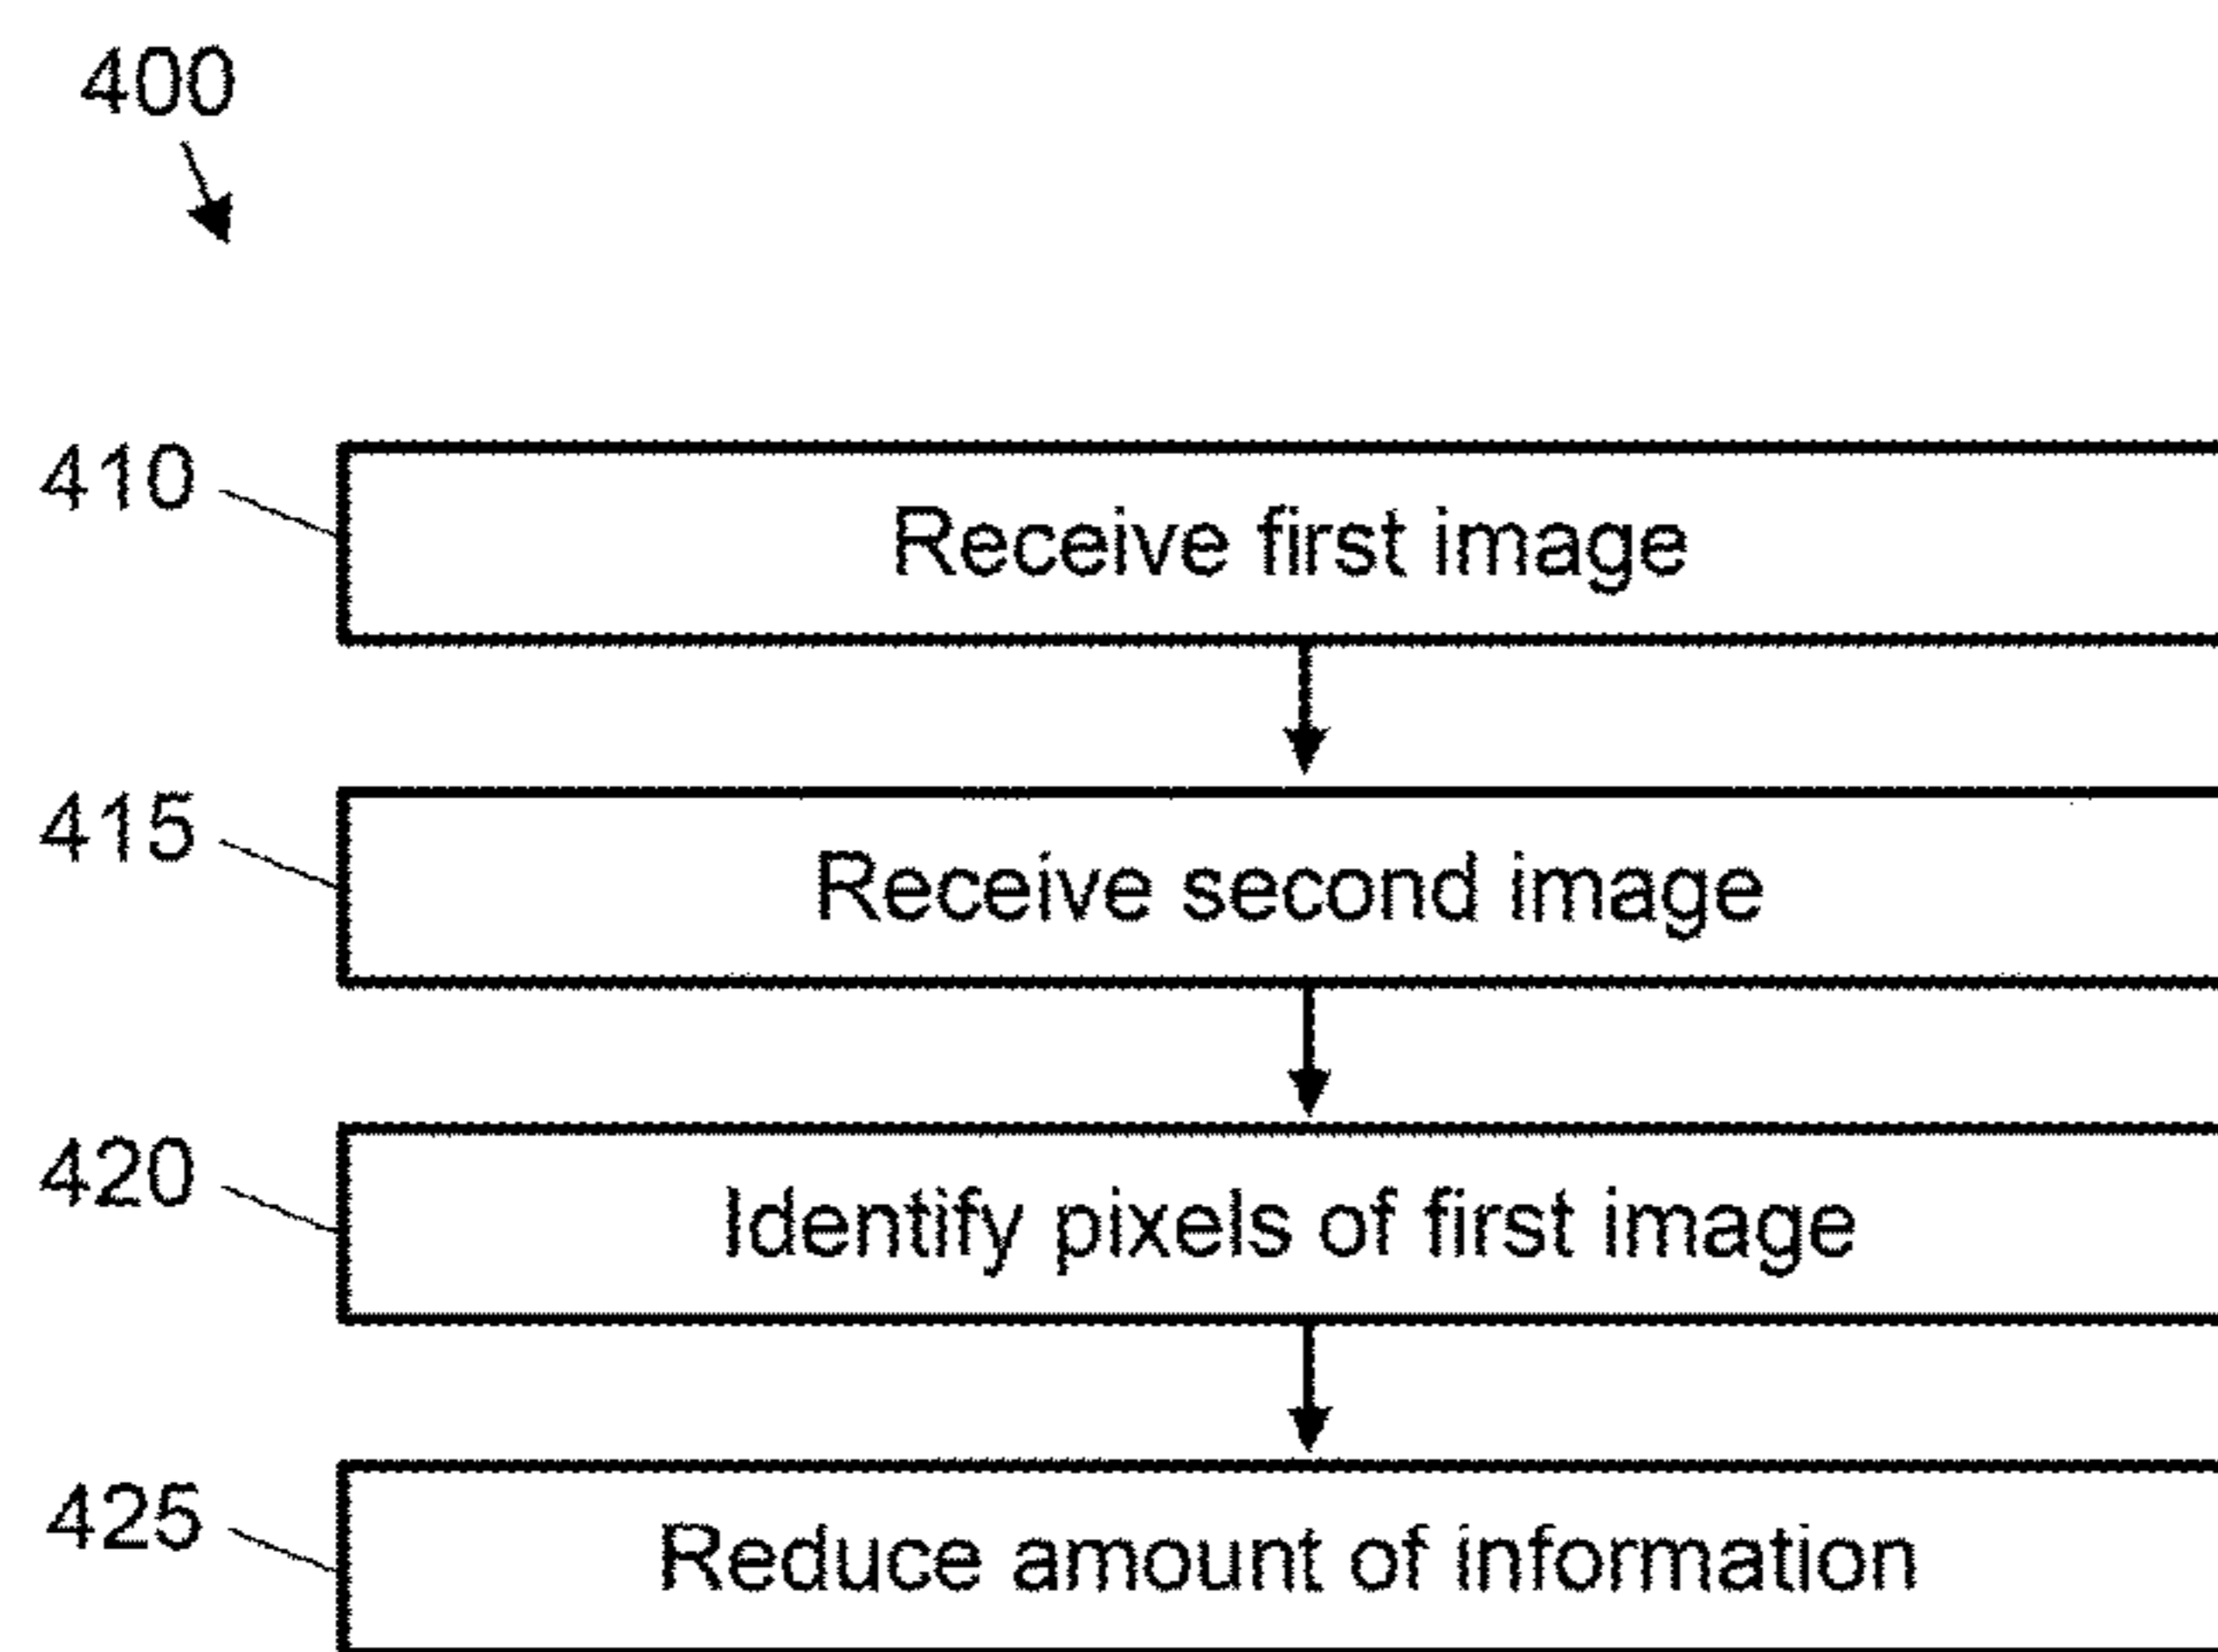 400
410 Receive first image
415 Receive second image
420 Identify pixels of first image
425 Reduce amount of information